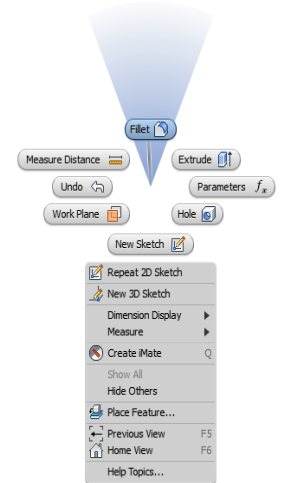 Fillet
Measure Distance
Extrude
Undo
Parameters fx
Work Plane
Hole
New Sketch
Repeat 2D Sketch
New 3D Sketch
Dimension Display
Measure
Create iMate Q
Show All
Hide Others
Place Feature...
Previous View F5
Home View F6
Help Topics...